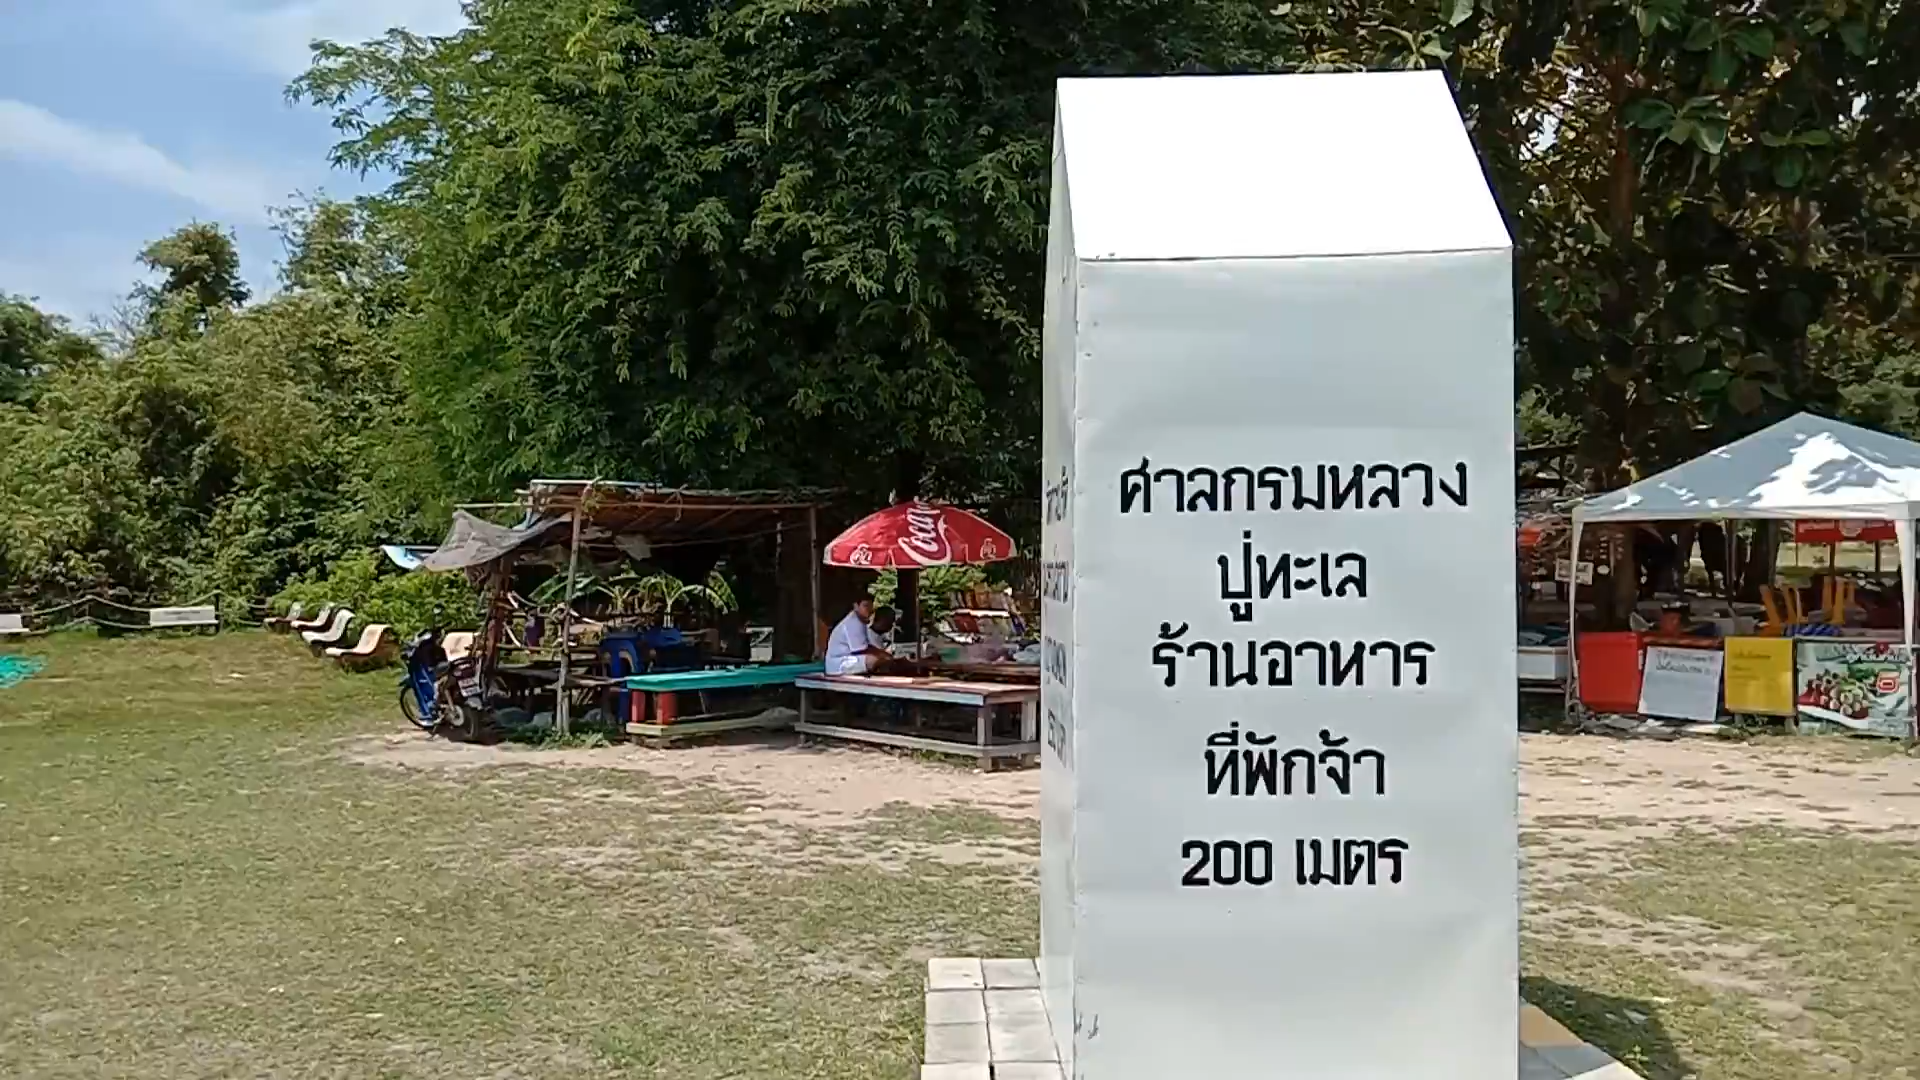 ศาลกรมหลวง
ปู่ทะเล
ร้านอาหาร
ที่พักจ้า
200 เมตร
Coca